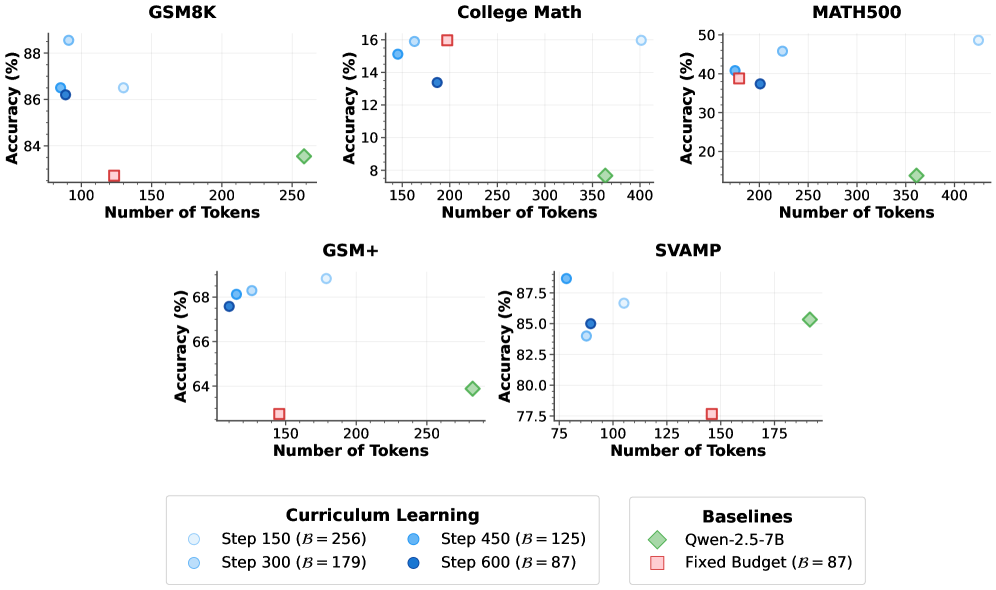 GSM8K
College Math
MATH500
Accuracy (%)
88
86
84
100
150
200
250
Number of Tokens
Accuracy (%)
16
14
12
10
8
150
200
250
300
350
400
Number of Tokens
Accuracy (%)
50
40
30
20
200
250
300
350
400
Number of Tokens
GSM+
SVAMP
Accuracy (%)
68
66
64
150
200
250
Number of Tokens
Accuracy (%)
87.5
85.0
82.5
80.0
77.5
75
100
125
150
175
Number of Tokens
Curriculum Learning
Step 150 (ℬ = 256)
Step 300 (ℬ = 179)
Step 450 (ℬ = 125)
Step 600 (ℬ = 87)
Baselines
Qwen-2.5-7B
Fixed Budget (ℬ = 87)